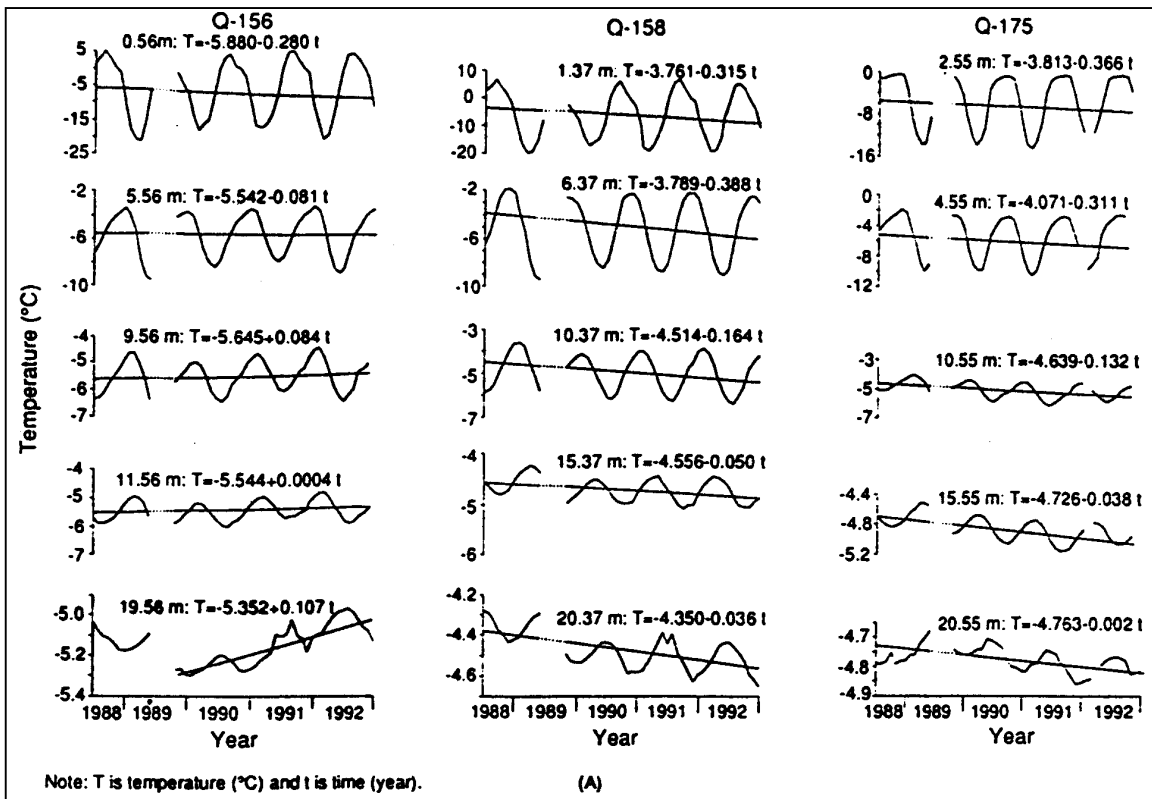 Q-156
0.56m: T=-5.880-0.280 t
5
-5
-15
-25
5.56 m: T=-5.542-0.081 t
-2
-6
-10
9.56 m: T=-5.645+0.084 t
-4
-5
-6
-7
11.56 m: T=-5.544+0.0004 t
-4
-5
-6
-7
19.56 m: T=-5.352+0.107 t
-5.0
-5.2
-5.4
1988 1989 1990 1991 1992
Year
Temperature (°C)
Q-158
1.37 m: T=-3.761-0.315 t
10
0
-10
-20
6.37 m: T=-3.789-0.388 t
-2
-6
-10
10.37 m: T=-4.514-0.164 t
-3
-5
-7
15.37 m: T=-4.556-0.050 t
-4
-5
-6
20.37 m: T=-4.350-0.036 t
-4.2
-4.4
-4.6
1988 1989 1990 1991 1992
Year
Q-175
2.55 m: T=-3.813-0.366 t
0
-8
-16
4.55 m: T=-4.071-0.311 t
0
-4
-8
-12
10.55 m: T=-4.639-0.132 t
-3
-5
-7
15.55 m: T=-4.726-0.038 t
-4.4
-4.8
-5.2
20.55 m: T=-4.763-0.002 t
-4.7
-4.8
-4.9
1988 1989 1990 1991 1992
Year
Note: T is temperature (°C) and t is time (year).
(A)